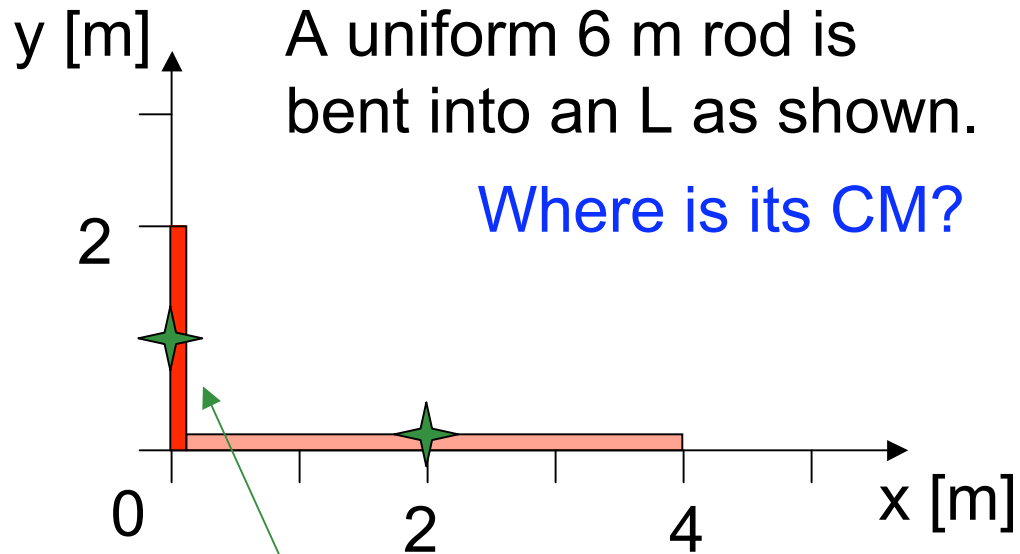 y [m]
A uniform 6 m rod is
bent into an L as shown.
Where is its CM?
2
0
2
4
x [m]